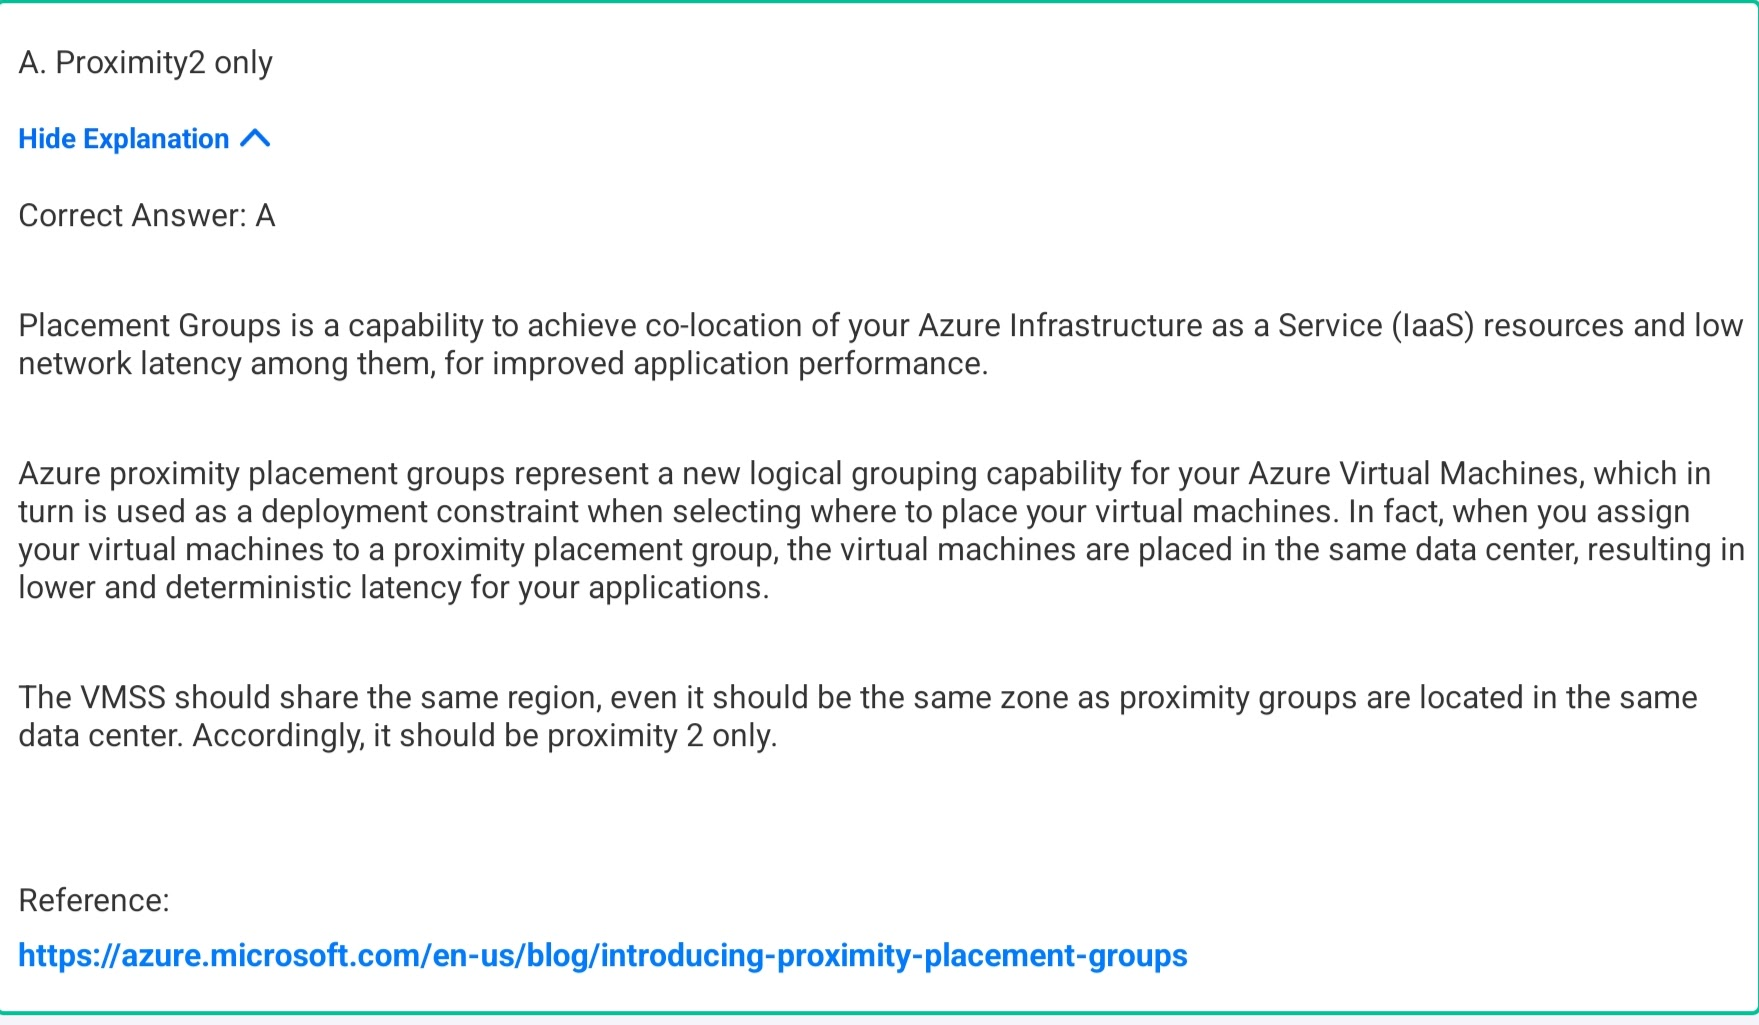 A. Proximity2 only
Hide Explanation
Correct Answer: A
Placement Groups is a capability to achieve co-location of your Azure Infrastructure as a Service (IaaS) resources and low
network latency among them, for improved application performance.
Azure proximity placement groups represent a new logical grouping capability for your Azure Virtual Machines, which in
turn is used as a deployment constraint when selecting where to place your virtual machines. In fact, when you assign
your virtual machines to a proximity placement group, the virtual machines are placed in the same data center, resulting in
lower and deterministic latency for your applications.
The VMSS should share the same region, even it should be the same zone as proximity groups are located in the same
data center. Accordingly, it should be proximity 2 only.
Reference:
https://azure.microsoft.com/en-us/blog/introducing-proximity-placement-groups